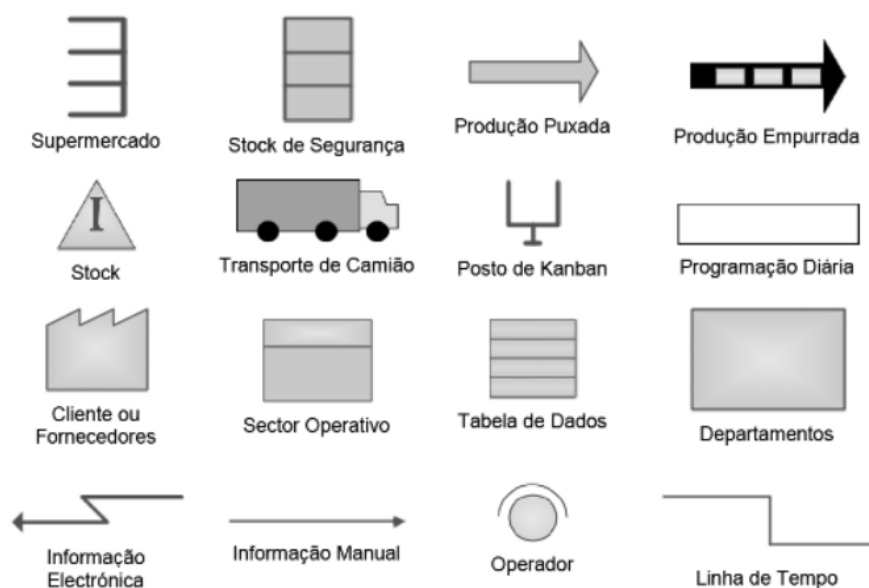 Supermercado
Stock de Segurança
Produção Puxada
Produção Empurrada
I
Stock
Transporte de Camião
Posto de Kanban
Programação Diária
Cliente ou
Fornecedores
Sector Operativo
Tabela de Dados
Departamentos
Informação
Electrónica
Informação Manual
Operador
Linha de Tempo